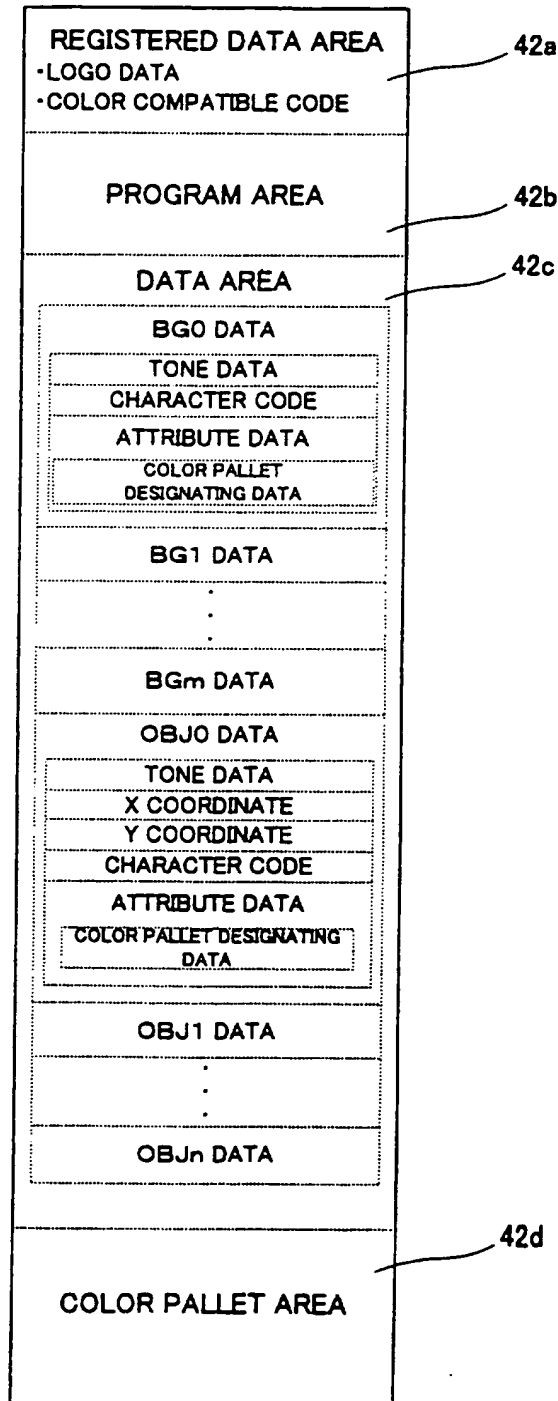 REGISTERED DATA AREA
·LOGO DATA
·COLOR COMPATIBLE CODE
42a
PROGRAM AREA
42b
42c
DATA AREA
BG0 DATA
TONE DATA
CHARACTER CODE
ATTRIBUTE DATA
COLOR PALLET
DESIGNATING DATA
BG1 DATA
BGm DATA
OBJ0 DATA
TONE DATA
X COORDINATE
Y COORDINATE
CHARACTER CODE
ATTRIBUTE DATA
COLOR PALLET DESIGNATING
DATA
OBJ1 DATA
OBJn DATA
42d
COLOR PALLET AREA